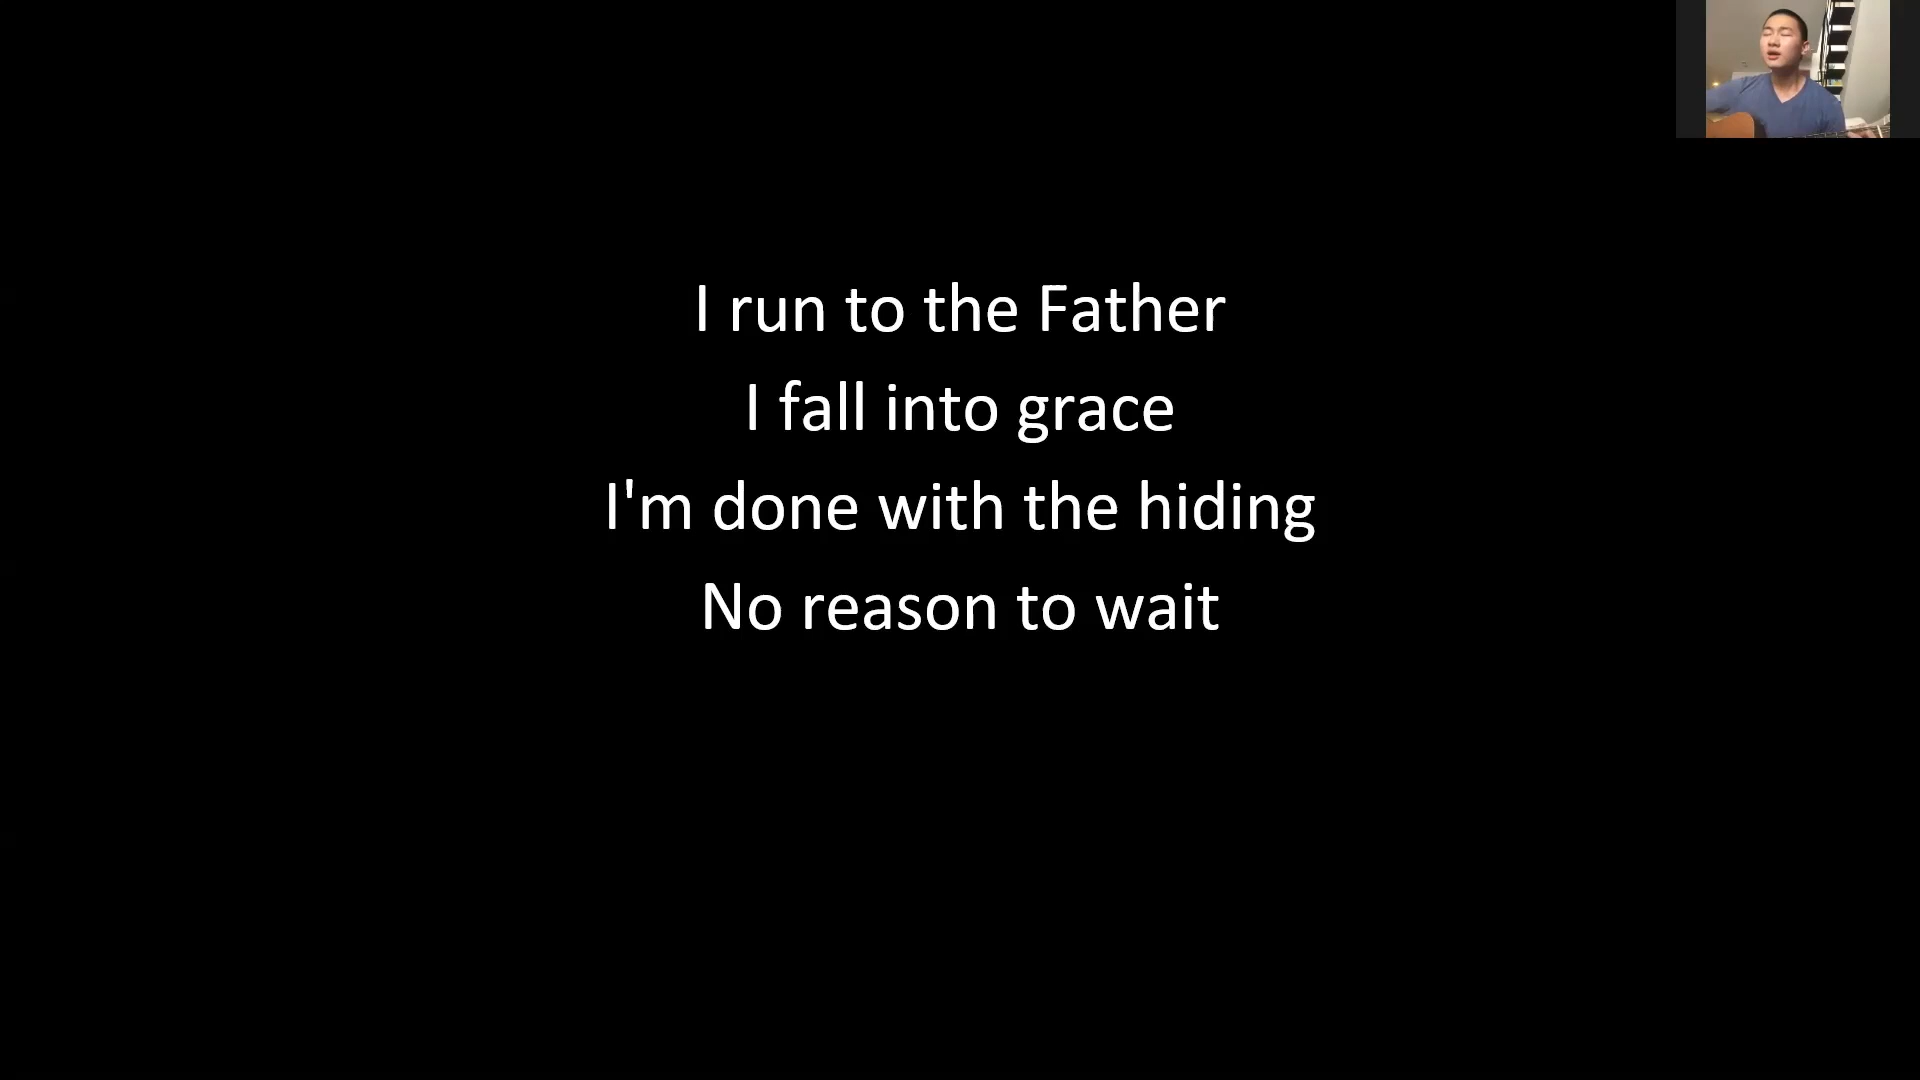 I run to the Father
I fall into grace
I'm done with the hiding
No reason to wait